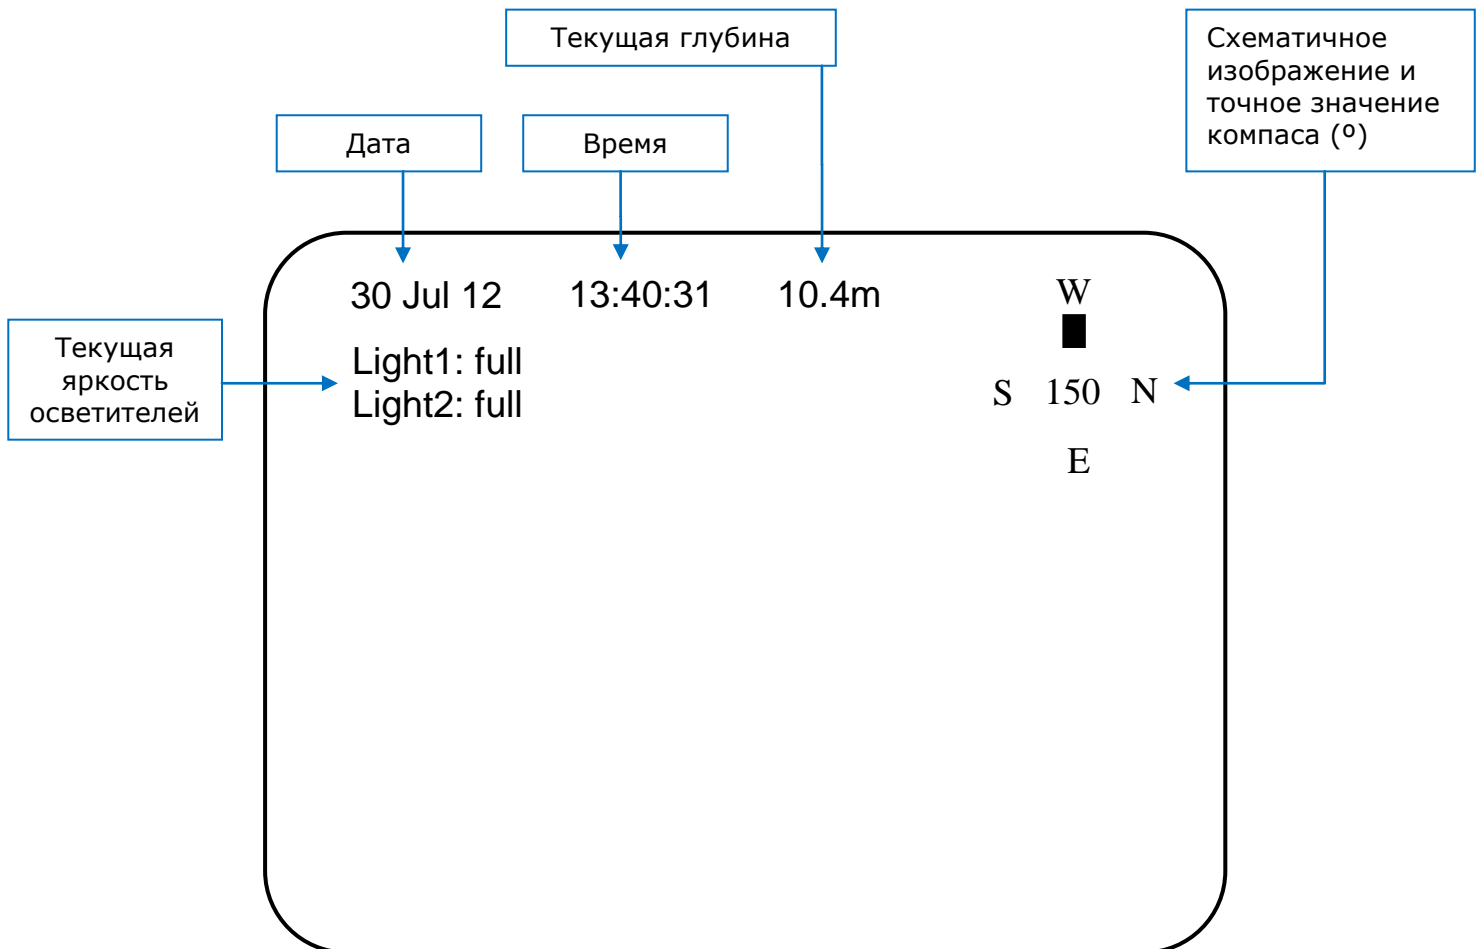 Текущая глубина
Схематичное
изображение и
точное значение
компаса (º)
Дата
Время
30 Jul 12 13:40:31 10.4m
W
Текущая
яркость
осветителей
Light1: full
Light2: full
S 150 N
E